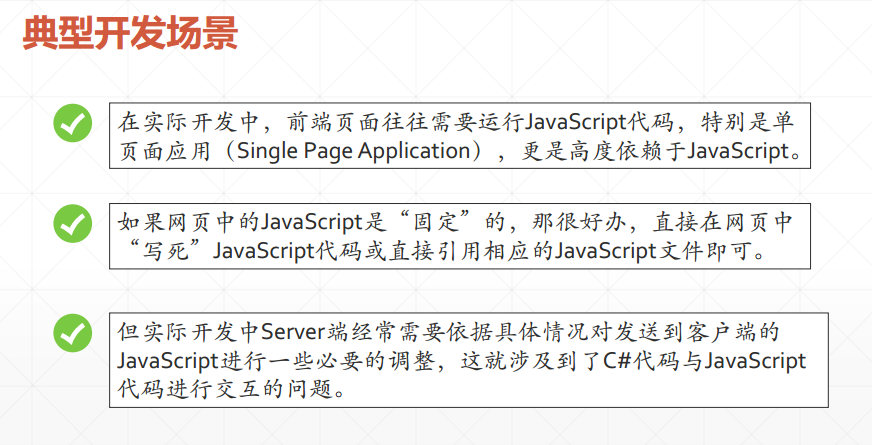 典型开发场景
在实际开发中，前端页面往往需要运行JavaScript代码，特别是单
页面应用（Single Page Application），更是高度依赖于JavaScript。
如果网页中的JavaScript是“固定”的，那很好办，直接在网页中
“写死”JavaScript代码或直接引用相应的JavaScript文件即可。
但实际开发中Server端经常需要依据具体情况对发送到客户端的
JavaScript进行一些必要的调整，这就涉及到了C#代码与JavaScript
代码进行交互的问题。